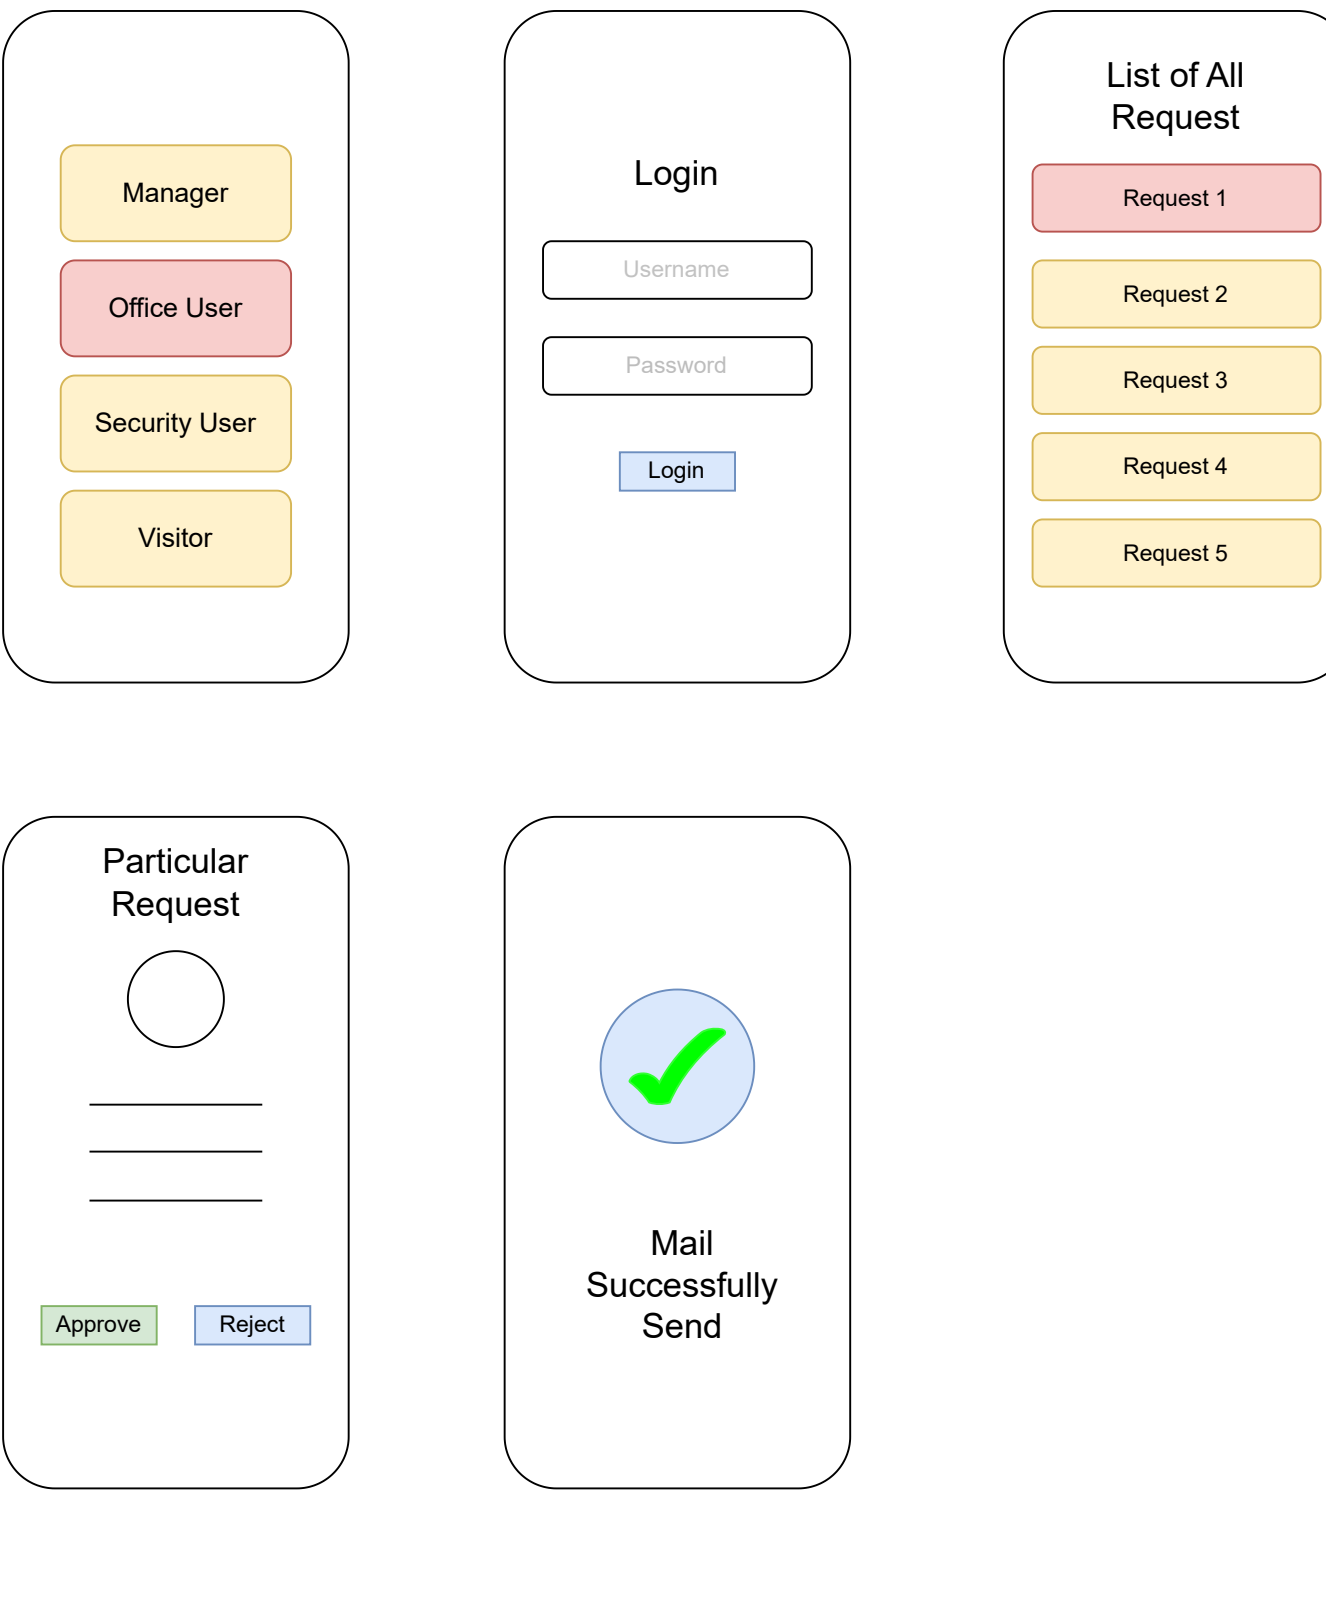 Manager
Office User
Security User
Visitor
Login
Username
Password
Login
List of All
Request
Request 1
Request 2
Request 3
Request 4
Request 5
Particular
Request
Approve
Reject
Mail
Successfully
Send